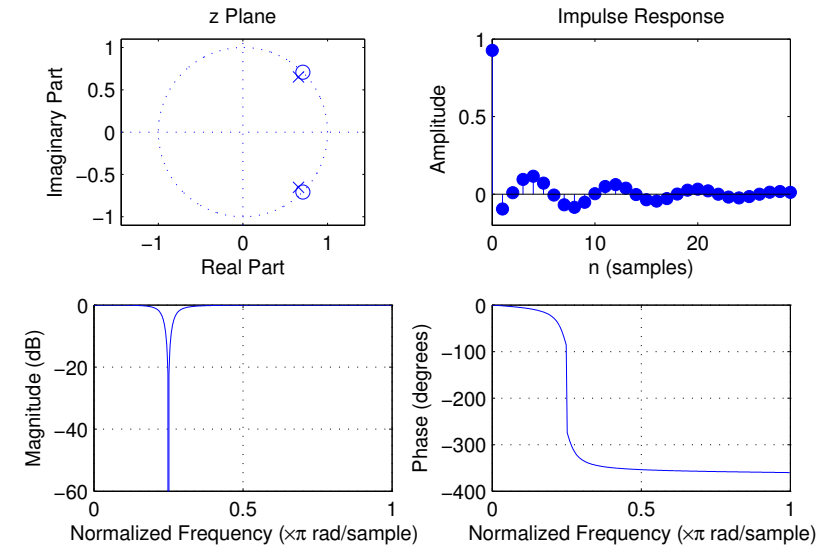 z Plane
1
0.5
0
−0.5
−1
−1
0
1
Imaginary Part
Real Part
Impulse Response
1
0.5
0
0
10
20
Amplitude
n (samples)
0
−20
−40
−60
0
0.5
1
Magnitude (dB)
Normalized Frequency (×π rad/sample)
0
−100
−200
−300
−400
0
0.5
1
Phase (degrees)
Normalized Frequency (×π rad/sample)